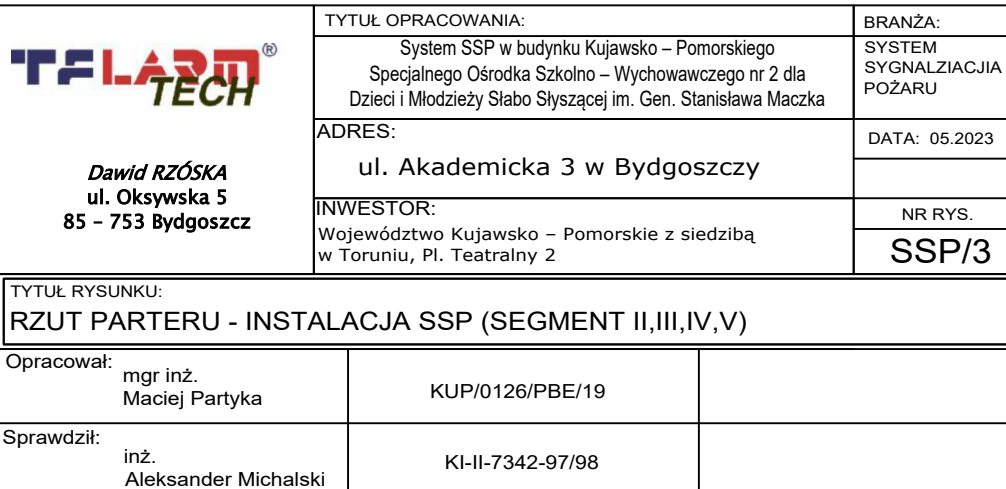 TELARM®
TECH
Dawid RZÓSKA
ul. Oksywska 5
85 – 753 Bydgoszcz
TYTUŁ OPRACOWANIA:
System SSP w budynku Kujawsko – Pomorskiego
Specjalnego Ośrodka Szkolno – Wychowawczego nr 2 dla
Dzieci i Młodzieży Słabo Słyszącej im. Gen. Stanisława Maczka
BRANŻA:
SYSTEM
SYGNALZIACJIA
POŻARU
ADRES:
ul. Akademicka 3 w Bydgoszczy
DATA: 05.2023
INWESTOR:
Województwo Kujawsko – Pomorskie z siedzibą
w Toruniu, Pl. Teatralny 2
NR RYS.
SSP/3
TYTUŁ RYSUNKU:
RZUT PARTERU - INSTALACJA SSP (SEGMENT II,III,IV,V)
Opracował:
mgr inż.
Maciej Partyka
KUP/0126/PBE/19
Sprawdził:
inż.
Aleksander Michalski
KI-II-7342-97/98